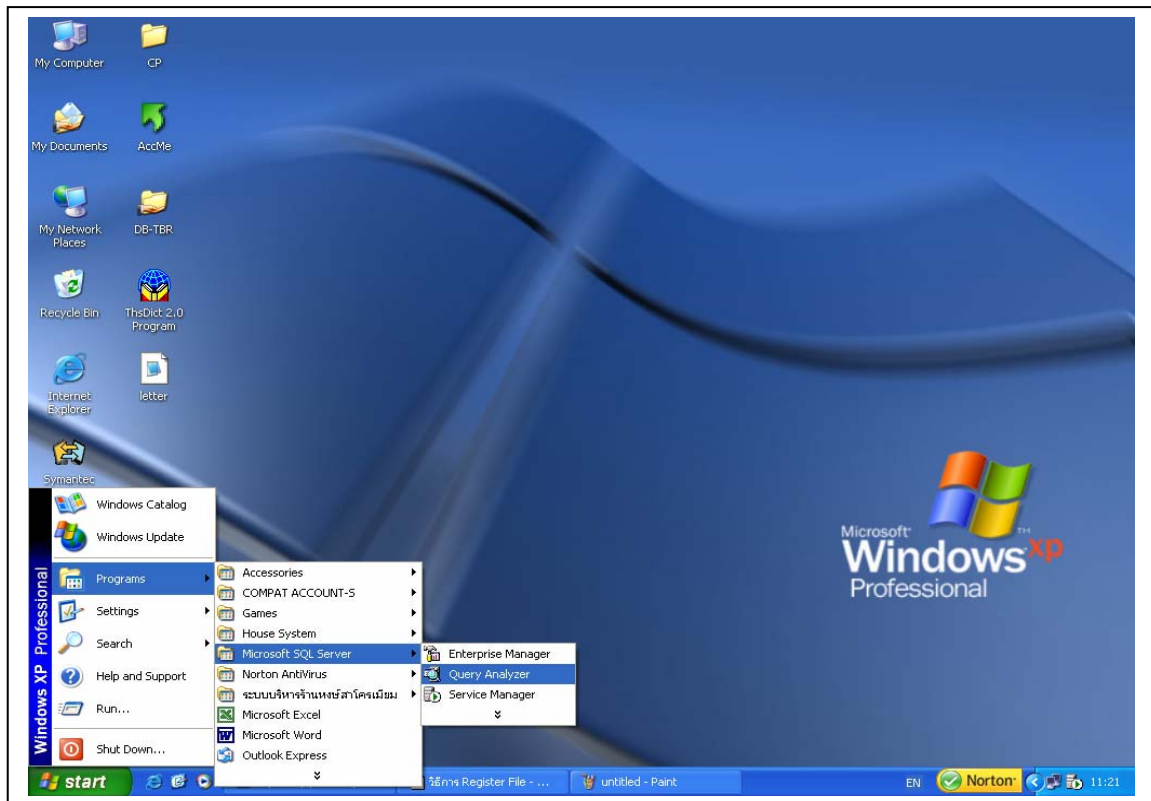 My Computer
CP
My Documents
AccMe
My Network
Places
DB-TBR
Recycle Bin
ThsDict 2.0
Program
Internet
Explorer
letter
Symantec
Microsoft
Windows xp
TM
Professional
Windows XP Professional
Windows Catalog
Windows Update
Programs
Settings
Search
Help and Support
Run...
Shut Down...
Accessories
COMPAT ACCOUNT-5
Games
House System
Microsoft SQL Server
Norton AntiVirus
ระบบบริหารร้านหงษ์สาโครเมียม
Microsoft Excel
Microsoft Word
Outlook Express
Enterprise Manager
Query Analyzer
Service Manager
start
วิธีการ Register File - ...
untitled - Paint
EN
Norton
11:21